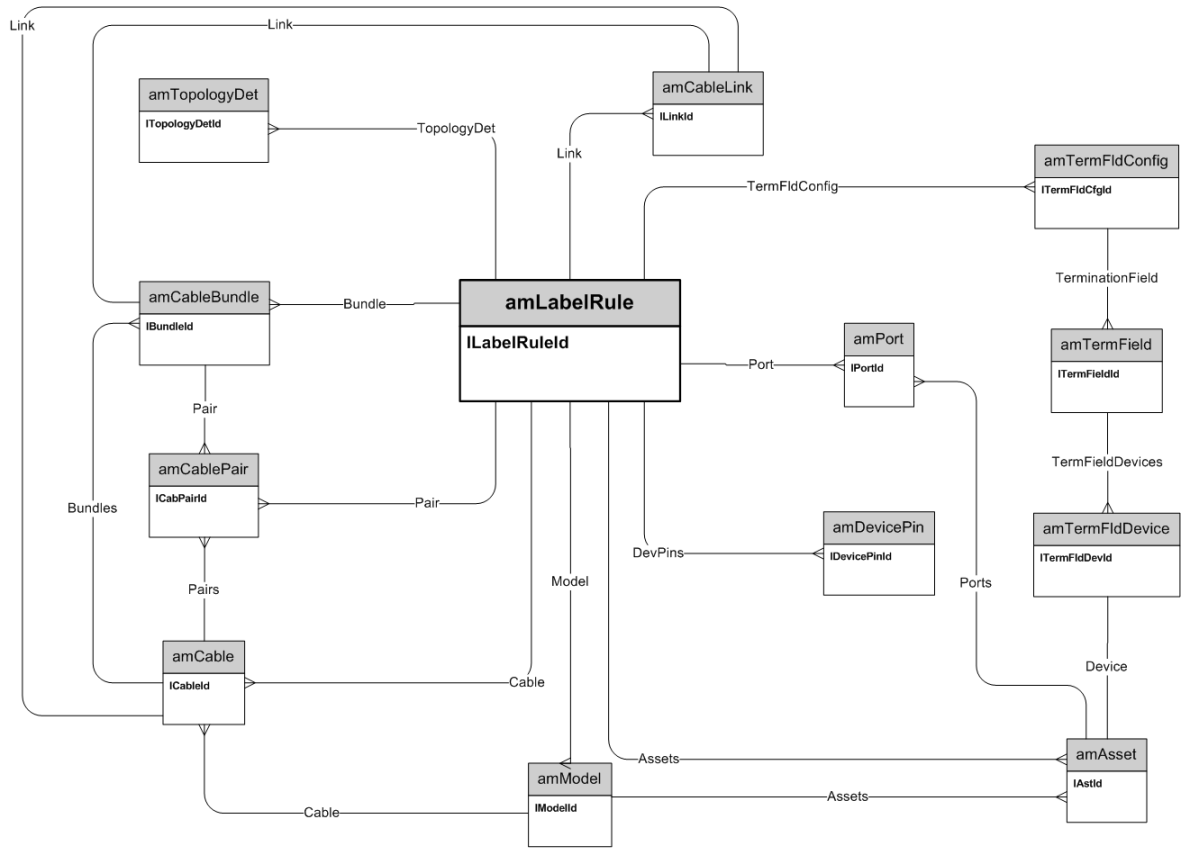 Link
Link
amTopologyDet
lTopologyDetId
TopologyDet
amCableLink
lLinkId
Link
amTermFldConfig
lTermFldCfgId
TermFldConfig
TerminationField
amCableBundle
lBundleId
Bundle
amLabelRule
lLabelRuleId
amPort
lPortId
Port
amTermField
lTermFieldId
Pair
amCablePair
lCabPairId
Pair
TermFieldDevices
Bundles
amDevicePin
lDevicePinId
DevPins
amTermFldDevice
lTermFldDevId
Pairs
Model
Ports
amCable
lCableId
Cable
Device
Assets
amAsset
lAstId
amModel
lModelId
Assets
Cable